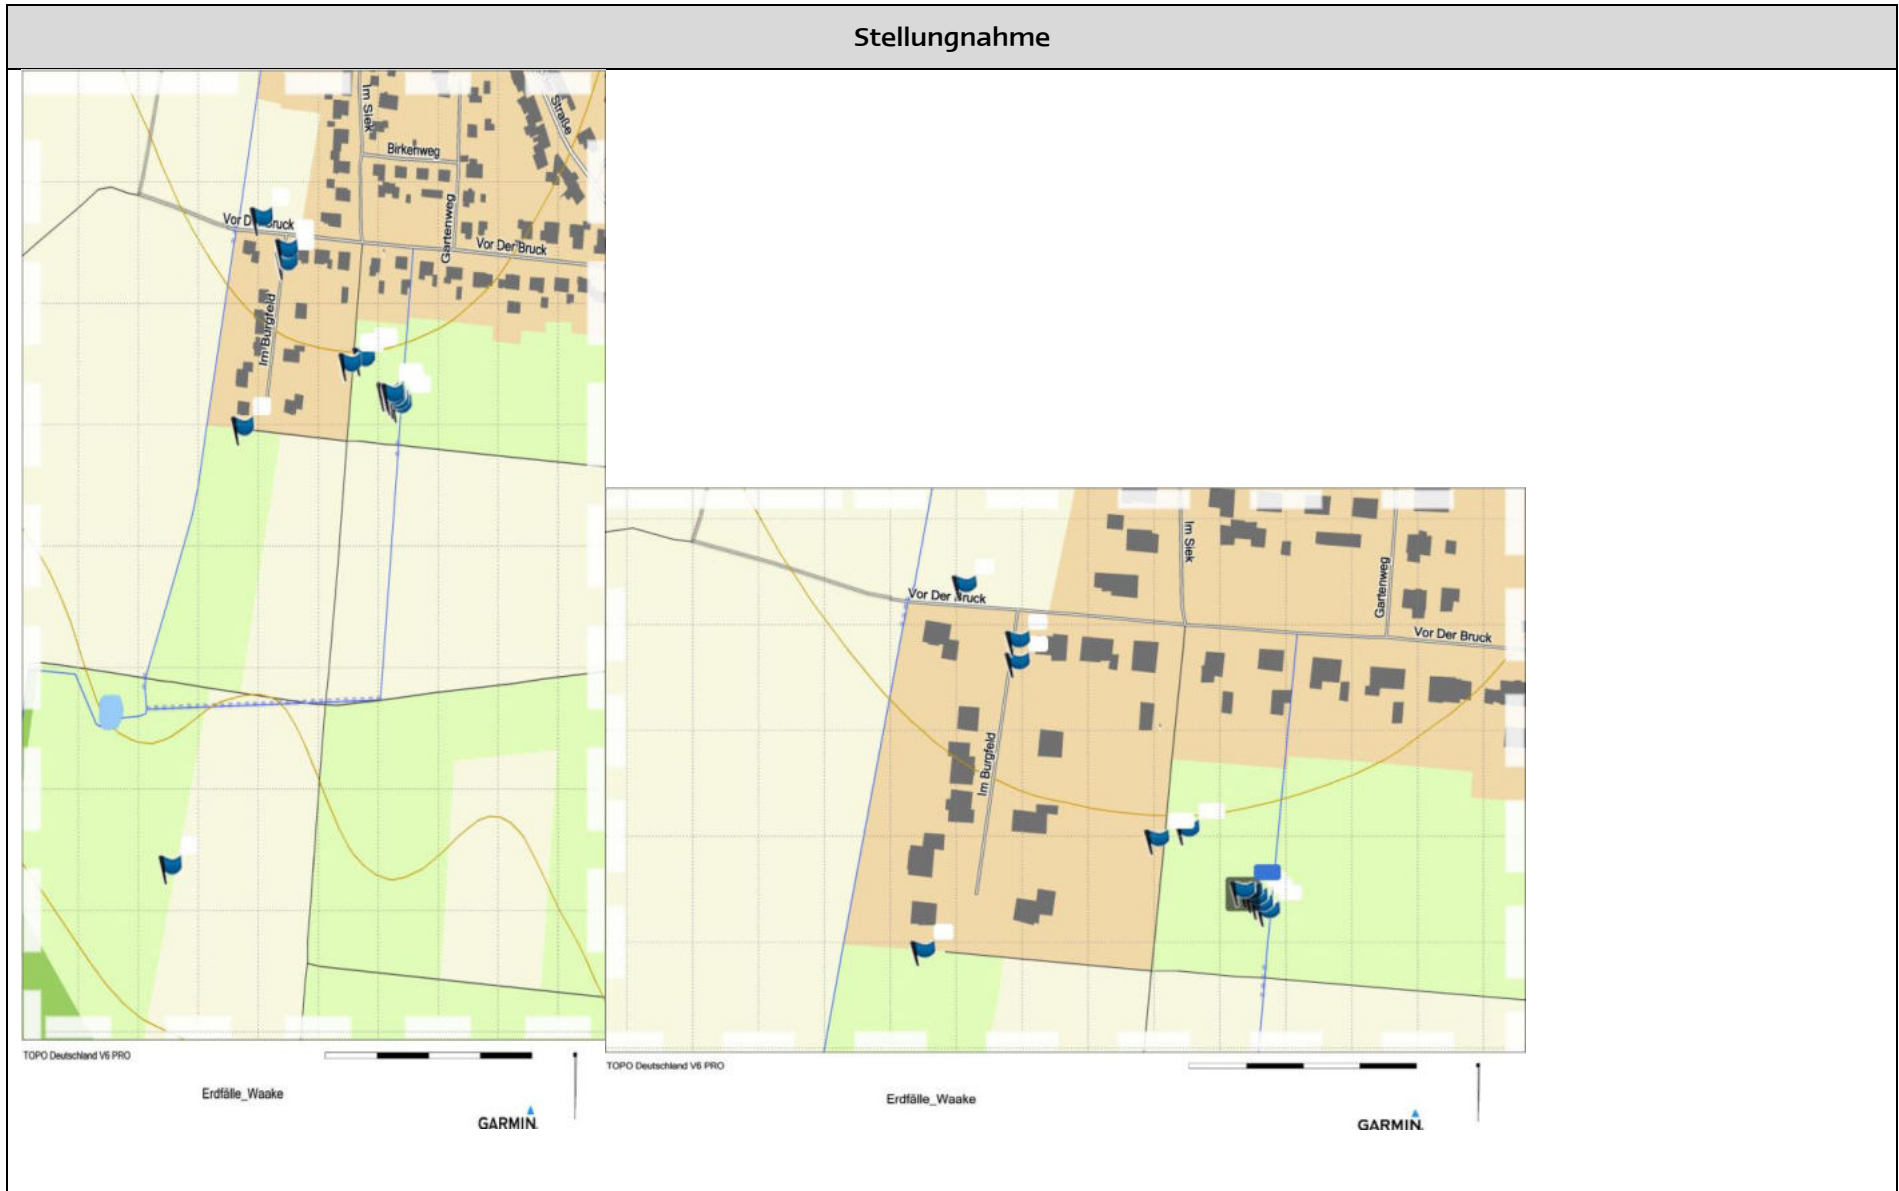 Stellungnahme
Im Siek
Straße
Birkenweg
Gartenweg
Vor D ruck
Vor Der Bruck
Im Burgfeld
TOPO Deutschland V6 PRO
Erdfälle_Waake
GARMIN
Im Siek
Gartenweg
Vor Der ruck
Vor Der Bruck
Im Burgfeld
TOPO Deutschland V6 PRO
Erdfälle_Waake
GARMIN